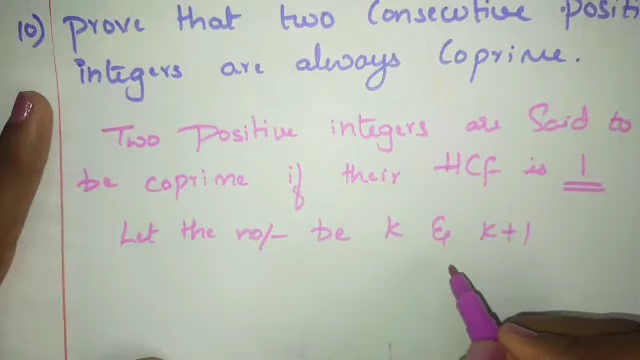 10) prove that two Consecutive
integers are always Coprime.
Two Positive integers are Said to
be coprime if their HCF is 1
Let the no/- be k & k+1